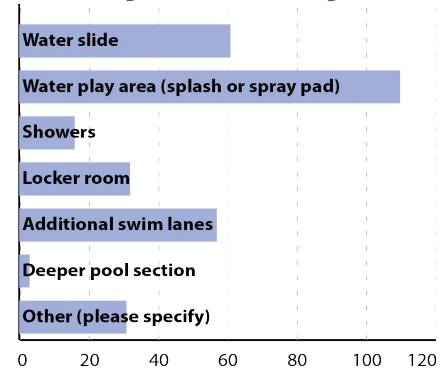 Water slide
Water play area (splash or spray pad)
Showers
Locker room
Additional swim lanes
Deeper pool section
Other (please specify)
0 20 40 60 80 100 120